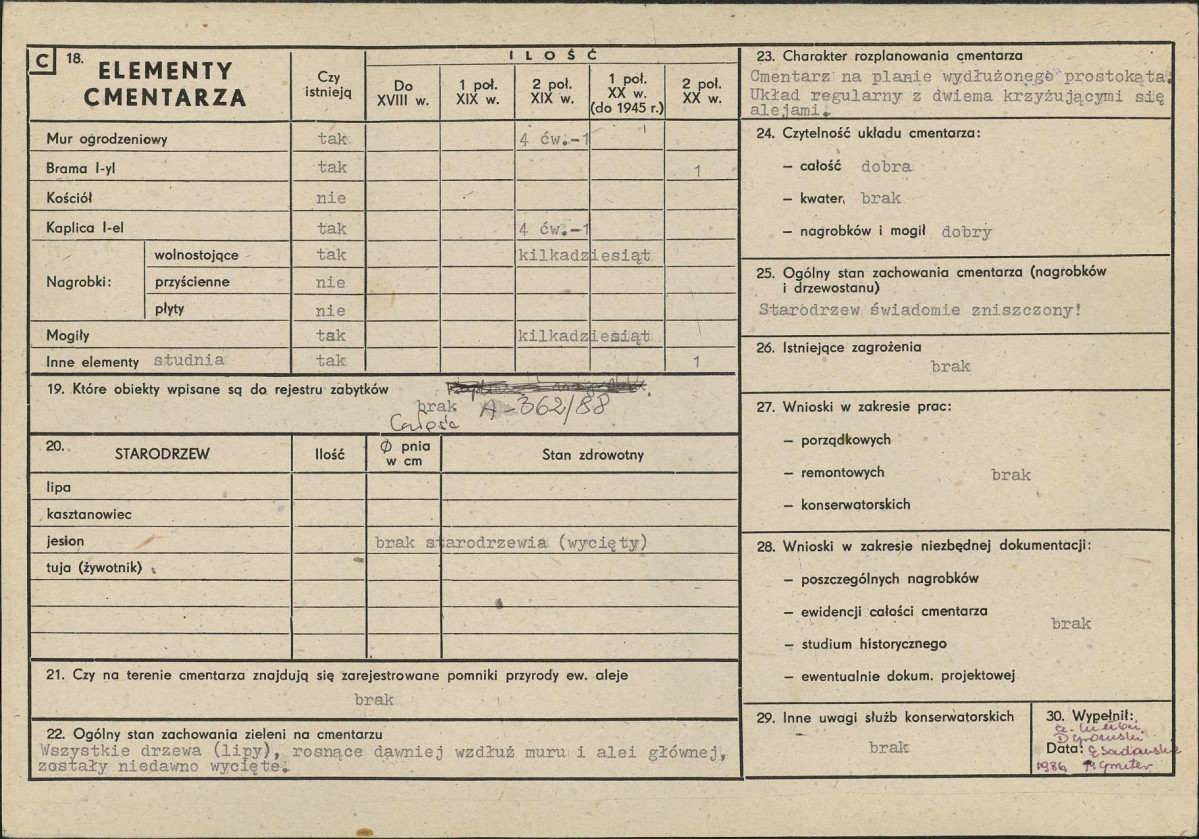 C 18. ELEMENTY CMENTARZA
Czy istnieją
ILOŚĆ
Do XVIII w.
1 poł. XIX w.
2 poł. XIX w.
1 poł. XX w. (do 1945 r.)
2 poł. XX w.
Mur ogrodzeniowy tak 4 ćw.-1
Brama I-yl tak 1
Kościół nie
Kaplica I-el tak 4 ćw.-1
Nagrobki:
wolnostojące tak kilkadziesiąt
przyścienne nie
płyty nie
Mogiły tak kilkadziesiąt
Inne elementy studnia tak 1
19. Które obiekty wpisane są do rejestru zabytków
brak A-362/88
20. STARODRZEW Ilość Ø pnia w cm Stan zdrowotny
lipa
kasztanowiec
jesion brak starodrzewia (wycięty)
tuja (żywotnik)
21. Czy na terenie cmentarza znajdują się zarejestrowane pomniki przyrody ew. aleje
brak
22. Ogólny stan zachowania zieleni na cmentarzu
Wszystkie drzewa (lipy), rosnące dawniej wzdłuż muru i alei głównej,
zostały niedawno wycięte.
23. Charakter rozplanowania cmentarza
Cmentarz na planie wydłużonego prostokąta.
Układ regularny z dwiema krzyżującymi się
alejami.
24. Czytelność układu cmentarza:
– całość dobra
– kwater, brak
– nagrobków i mogił dobry
25. Ogólny stan zachowania cmentarza (nagrobków
i drzewostanu)
Starodrzew świadomie zniszczony!
26. Istniejące zagrożenia
brak
27. Wnioski w zakresie prac:
– porządkowych
– remontowych brak
– konserwatorskich
28. Wnioski w zakresie niezbędnej dokumentacji:
– poszczególnych nagrobków
– ewidencji całości cmentarza
brak
– studium historycznego
– ewentualnie dokum. projektowej
29. Inne uwagi służb konserwatorskich
brak
30. Wypełnił:
Data:
1986